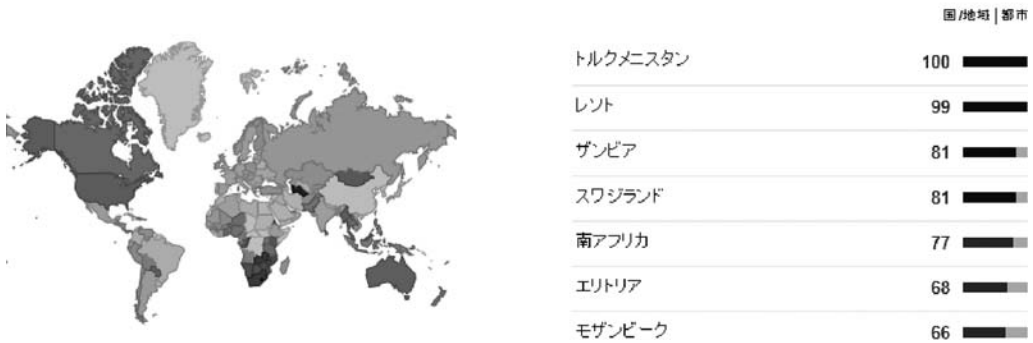 国/地域 | 都市
トルクメニスタン 100
レソト 99
ザンビア 81
スワジランド 81
南アフリカ 77
エリトリア 68
モザンビーク 66